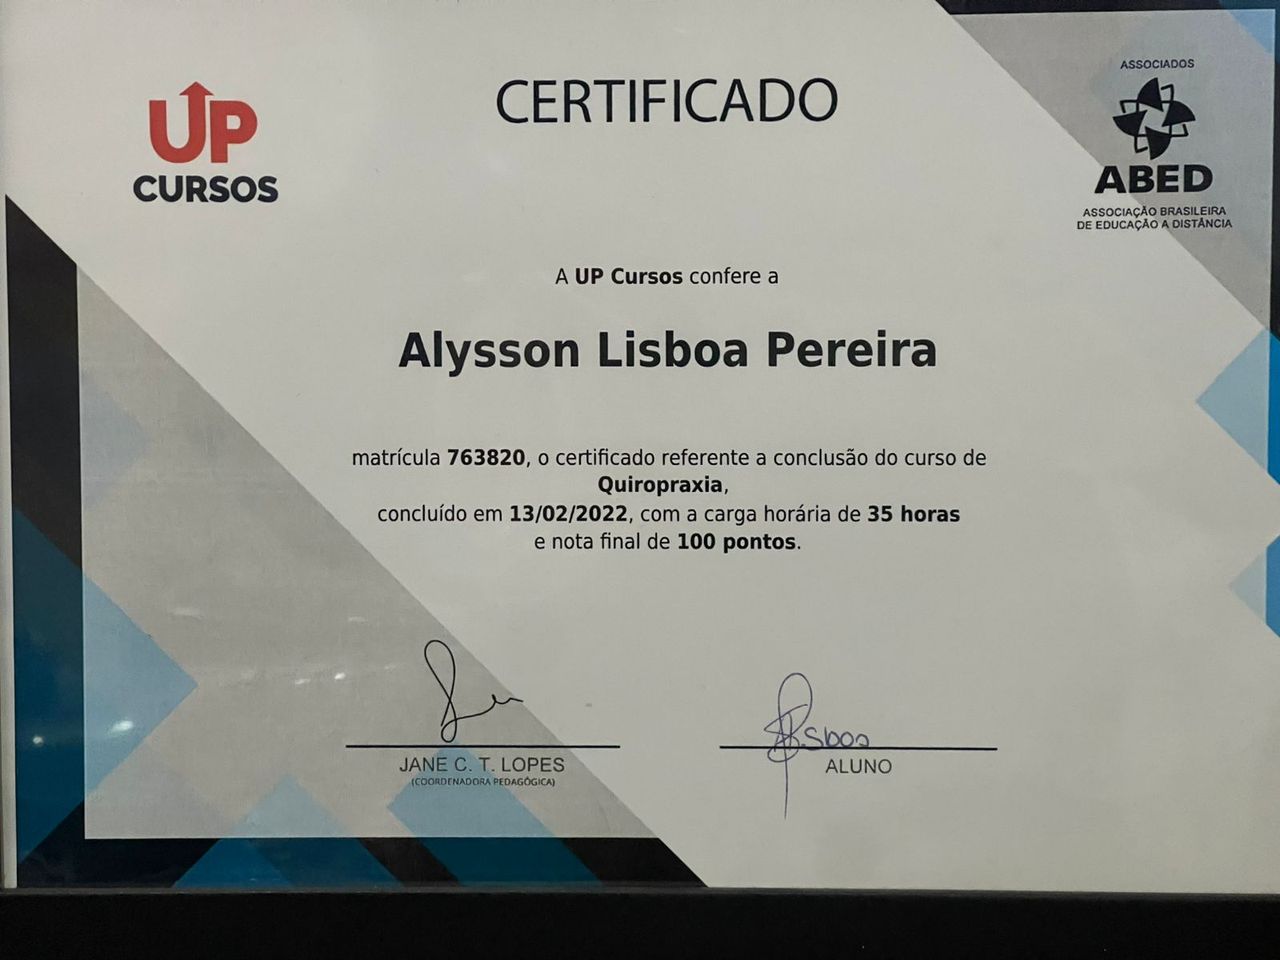 UP
CURSOS
CERTIFICADO
ASSOCIADOS
ABED
ASSOCIAÇÃO BRASILEIRA
DE EDUCAÇÃO A DISTÂNCIA
A UP Cursos confere a
Alysson Lisboa Pereira
matrícula 763820, o certificado referente a conclusão do curso de
Quiropraxia,
concluído em 13/02/2022, com a carga horária de 35 horas
e nota final de 100 pontos.
JANE C. T. LOPES
(COORDENADORA PEDAGÓGICA)
ALUNO